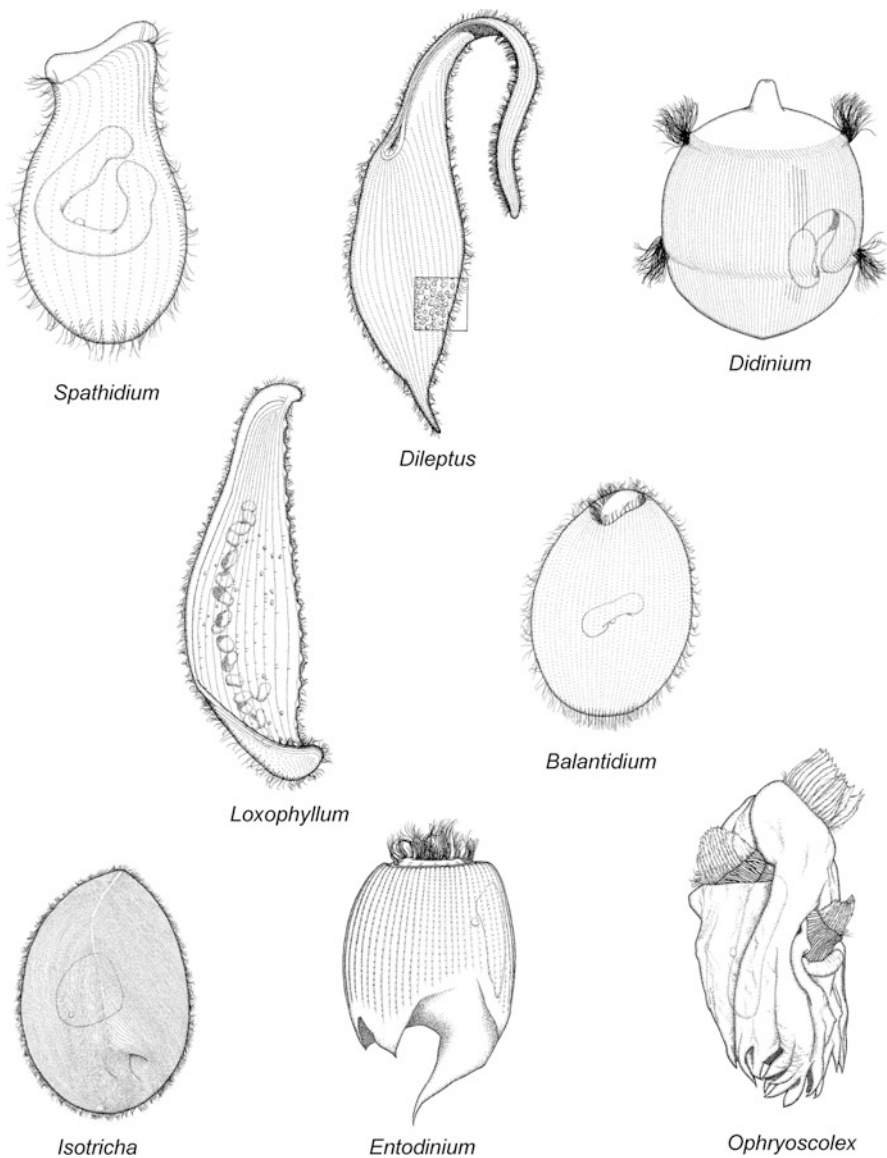 Spathidium
Dileptus
Didinium
Loxophyllum
Balantidium
Isotricha
Entodinium
Ophryoscolex